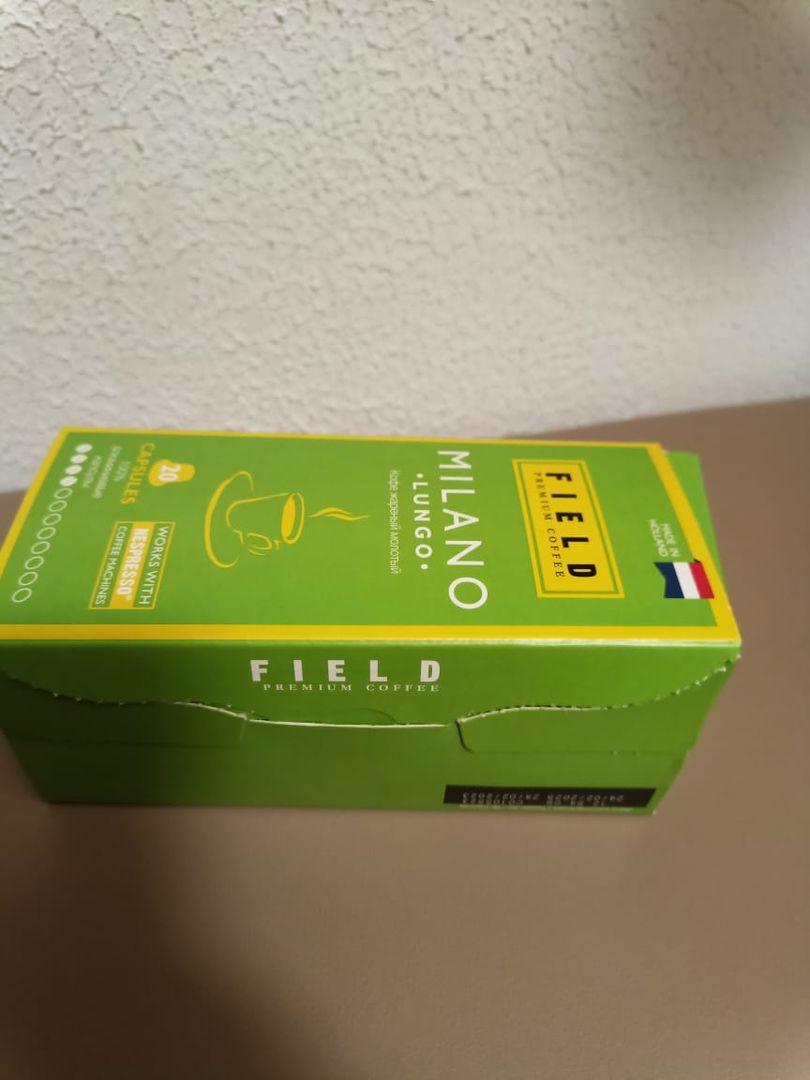 MADE IN
HOLLAND
FIELD
PREMIUM COFFEE
MILANO
•LUNGO•
Кофе жареный молотый
20
CAPSULES
100%
WORKS WITH
NESPRESSO®
COFFEE MACHINES
FIELD
PREMIUM COFFEE